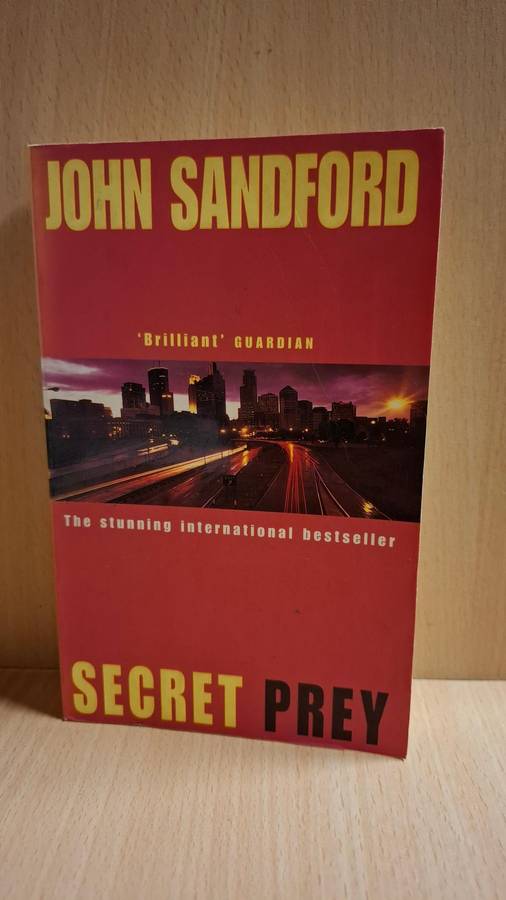 JOHN SANDFORD
‘Brilliant’ GUARDIAN
The stunning international bestseller
SECRET PREY